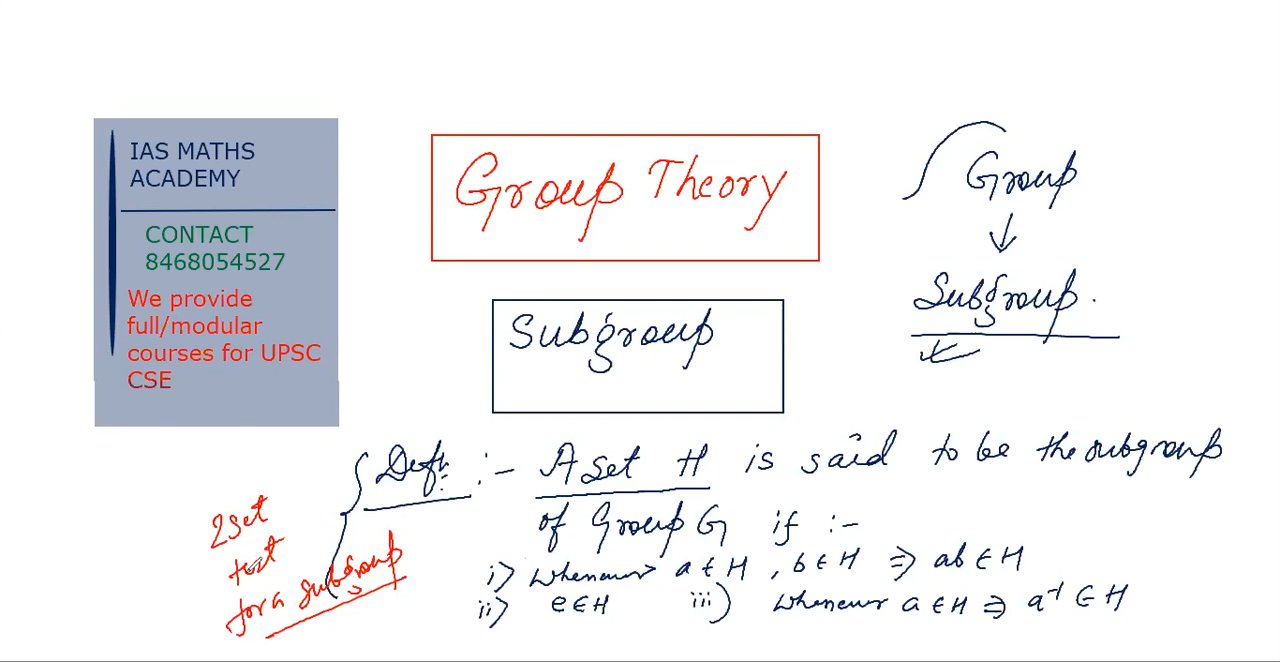 IAS MATHS
ACADEMY
CONTACT
8468054527
We provide
full/modular
courses for UPSC
CSE
Group Theory
Subgroup
Group
↓
Subgroup.
Defn :- A set H is said to be the subgroup
of Group G if :-
i) whenever a ∈ H , b ∈ H ⇒ ab ∈ H
ii) e ∈ H iii) whenever a ∈ H ⇒ a⁻¹ ∈ H
2 Set
test
for a subgroup